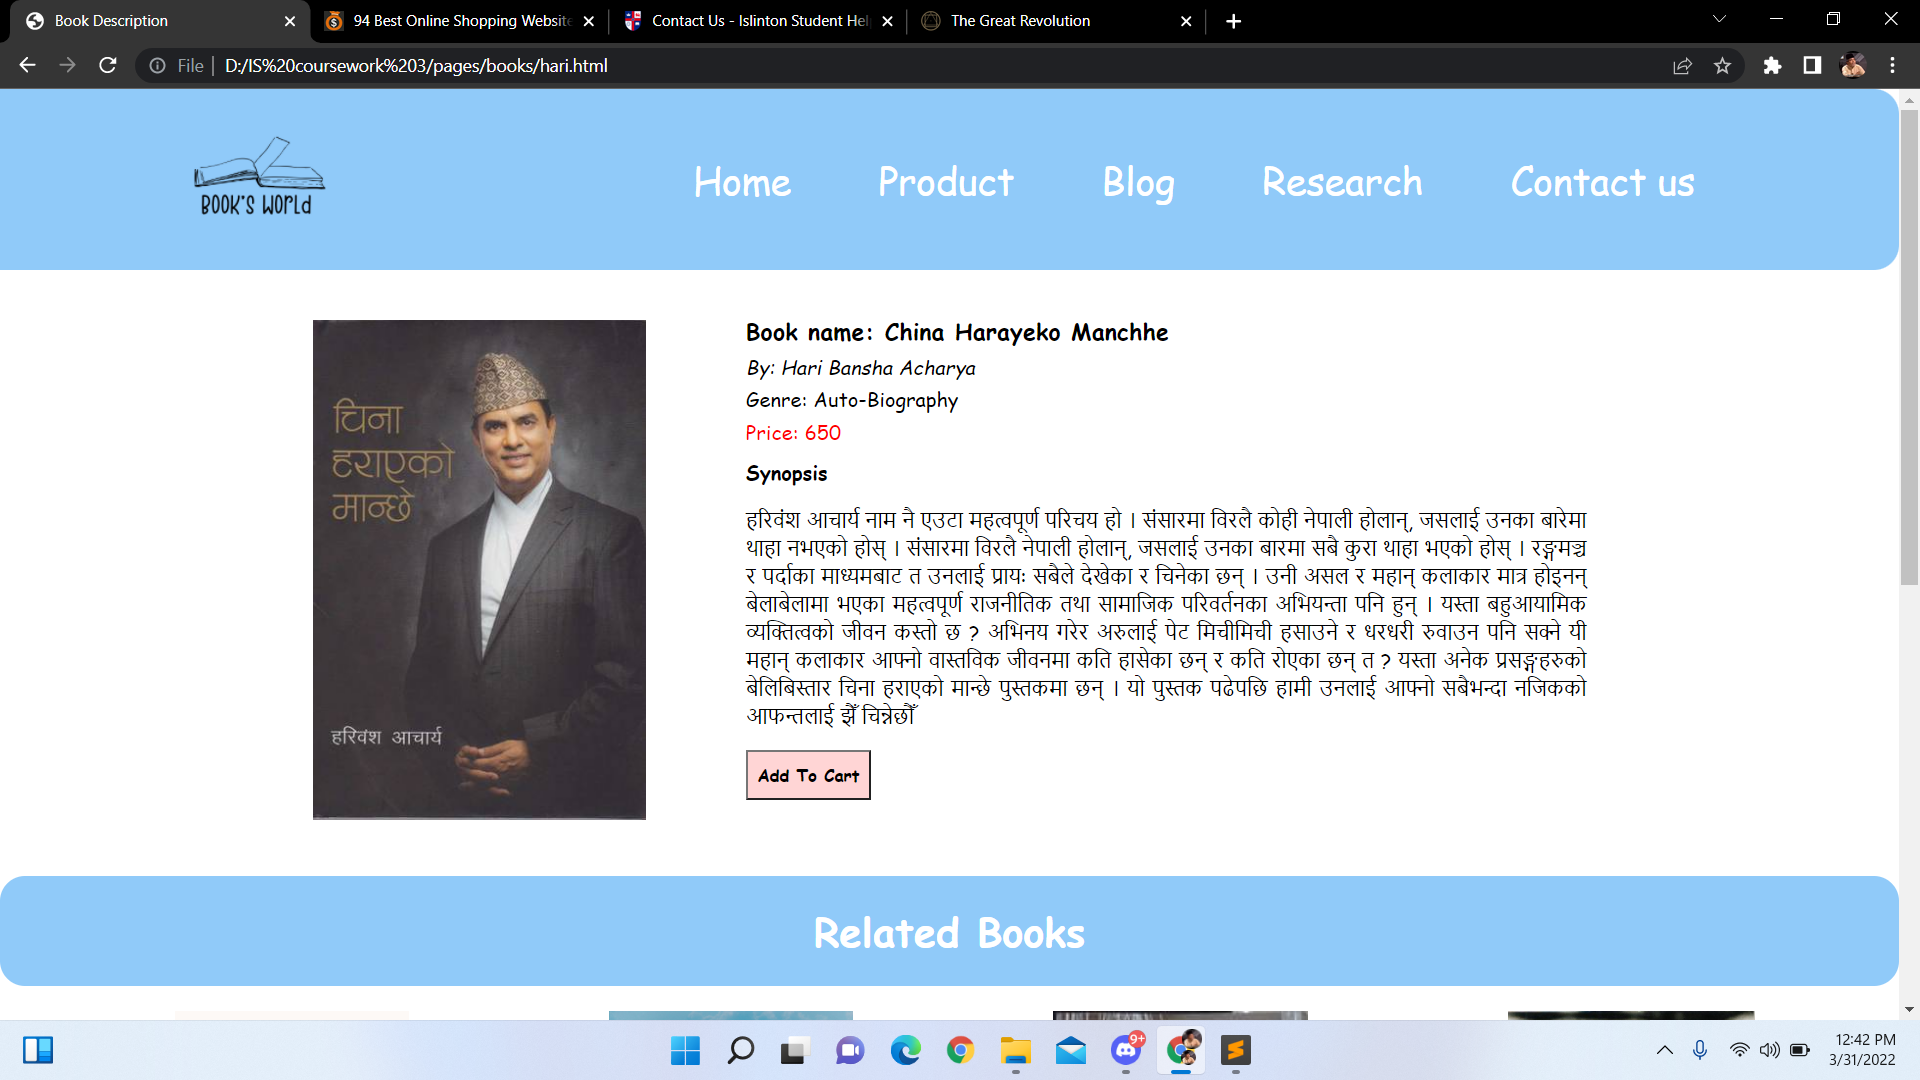 Book Description
94 Best Online Shopping Website
Contact Us - Islinton Student Hel
The Great Revolution
File
D:/IS%20coursework%203/pages/books/hari.html
BOOK'S WORLD
Home
Product
Blog
Research
Contact us
चिना
हराएको
मान्छे
हरिवंश आचार्य
Book name: China Harayeko Manchhe
By: Hari Bansha Acharya
Genre: Auto-Biography
Price: 650
Synopsis
हरिवंश आचार्य नाम नै एउटा महत्वपूर्ण परिचय हो । संसारमा विरलै कोही नेपाली होलान्, जसलाई उनका बारेमा
थाहा नभएको होस् । संसारमा विरलै नेपाली होलान्, जसलाई उनका बारमा सबै कुरा थाहा भएको होस् । रङ्गमञ्च
र पर्दाका माध्यमबाट त उनलाई प्रायः सबैले देखेका र चिनेका छन् । उनी असल र महान् कलाकार मात्र होइनन्
बेलाबेलामा भएका महत्वपूर्ण राजनीतिक तथा सामाजिक परिवर्तनका अभियन्ता पनि हुन् । यस्ता बहुआयामिक
व्यक्तित्वको जीवन कस्तो छ ? अभिनय गरेर अरुलाई पेट मिचीमिची हसाउने र धरधरी रुवाउन पनि सक्ने यी
महान् कलाकार आफ्नो वास्तविक जीवनमा कति हासेका छन् र कति रोएका छन् त ? यस्ता अनेक प्रसङ्गहरुको
बेलिबिस्तार चिना हराएको मान्छे पुस्तकमा छन् । यो पुस्तक पढेपछि हामी उनलाई आफ्नो सबैभन्दा नजिकको
आफन्तलाई झैँ चिन्नेछौँ
Add To Cart
Related Books
9+
12:42 PM
3/31/2022